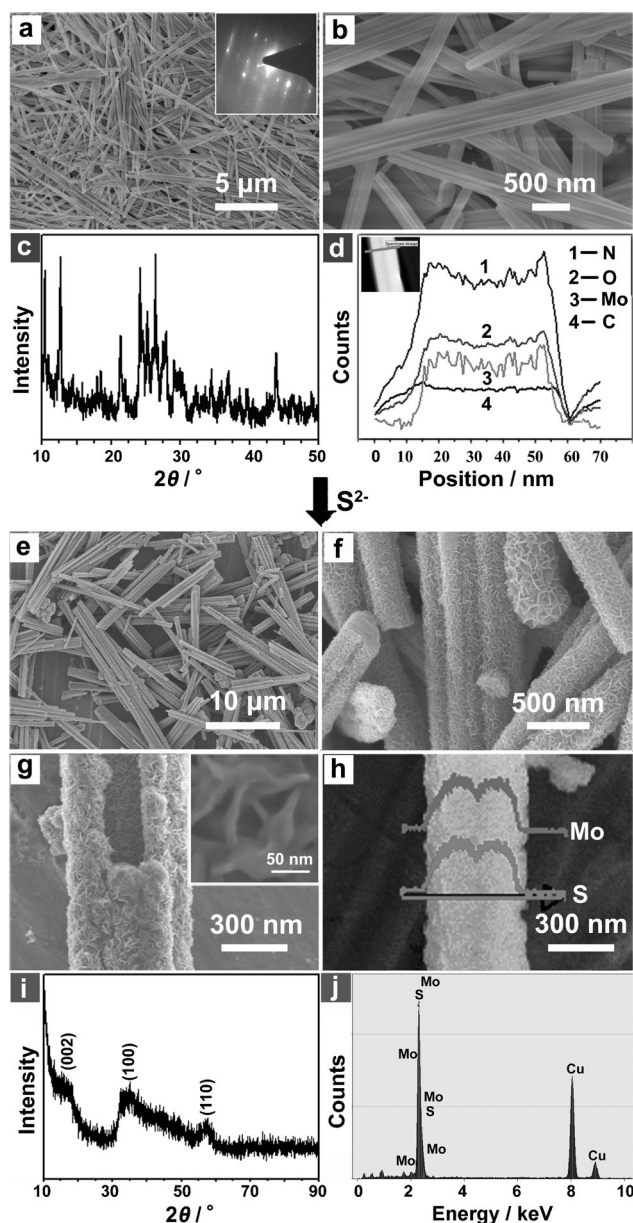 a
5 μm
b
500 nm
c
Intensity
10 20 30 40 50
2θ / °
d
Spectrum Image
1 — N
2 — O
3 — Mo
4 — C
1
2
3
4
Counts
0 10 20 30 40 50 60 70
Position / nm
S²⁻
e
10 μm
f
500 nm
g
50 nm
300 nm
h
Mo
S
300 nm
i
(002)
(100)
(110)
Intensity
10 30 50 70 90
2θ / °
j
Mo
S
Mo
Mo
S
Mo
Mo
Cu
Cu
Counts
2 4 6 8 10
Energy / keV